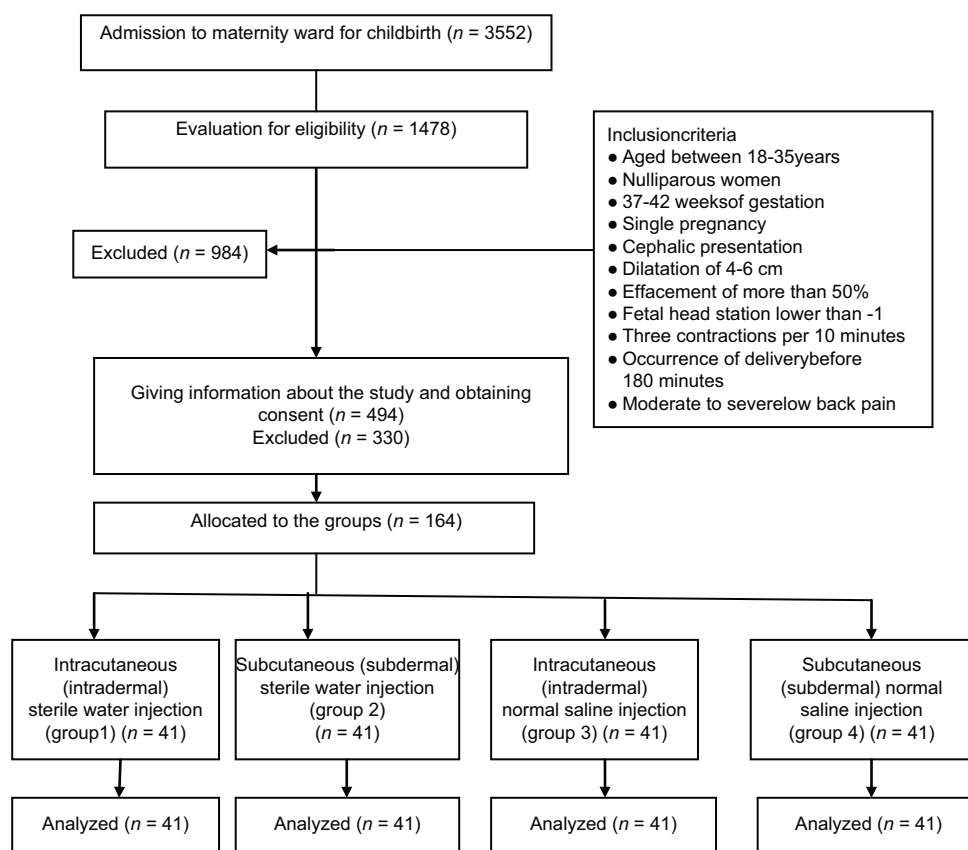 Admission to maternity ward for childbirth (n = 3552)
Evaluation for eligibility (n = 1478)
Inclusioncriteria
● Aged between 18-35years
● Nulliparous women
● 37-42 weeksof gestation
● Single pregnancy
● Cephalic presentation
● Dilatation of 4-6 cm
● Effacement of more than 50%
● Fetal head station lower than -1
● Three contractions per 10 minutes
● Occurrence of deliverybefore
180 minutes
● Moderate to severelow back pain
Excluded (n = 984)
Giving information about the study and obtaining
consent (n = 494)
Excluded (n = 330)
Allocated to the groups (n = 164)
Intracutaneous
(intradermal)
sterile water injection
(group1) (n = 41)
Subcutaneous (subdermal)
sterile water injection
(group 2)
(n = 41)
Intracutaneous
(intradermal)
normal saline injection
(group 3) (n = 41)
Subcutaneous
(subdermal) normal
saline injection
(group 4) (n = 41)
Analyzed (n = 41)
Analyzed (n = 41)
Analyzed (n = 41)
Analyzed (n = 41)